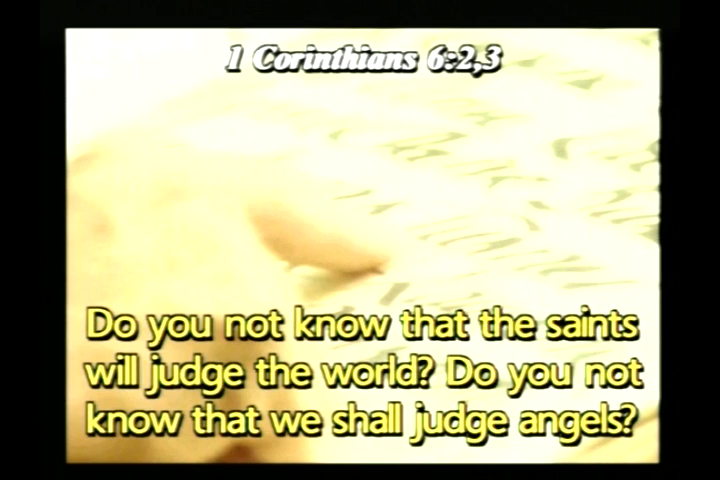 1 Corinthians 6:2,3
Do you not know that the saints
will judge the world? Do you not
know that we shall judge angels?